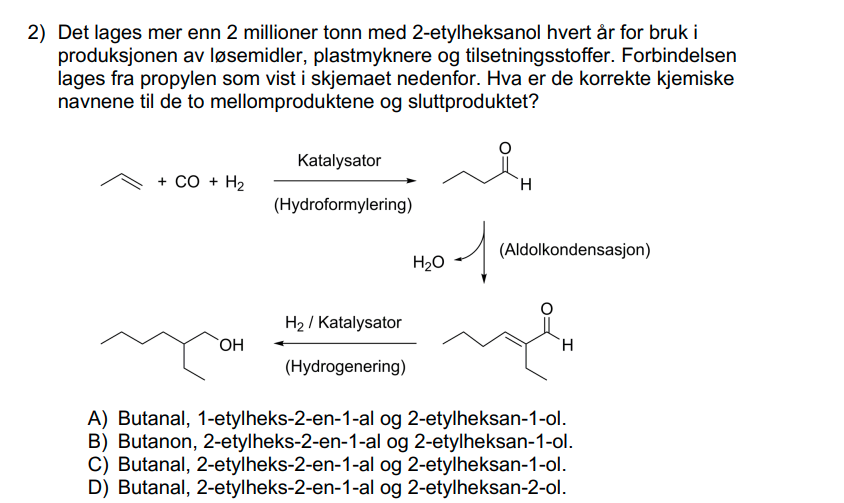 2) Det lages mer enn 2 millioner tonn med 2-etylheksanol hvert år for bruk i
produksjonen av løsemidler, plastmyknere og tilsetningsstoffer. Forbindelsen
lages fra propylen som vist i skjemaet nedenfor. Hva er de korrekte kjemiske
navnene til de to mellomproduktene og sluttproduktet?
O
Katalysator
+ CO + H₂
H
(Hydroformylering)
(Aldolkondensasjon)
H₂O
O
H₂ / Katalysator
OH
H
(Hydrogenering)
A) Butanal, 1-etylheks-2-en-1-al og 2-etylheksan-1-ol.
B) Butanon, 2-etylheks-2-en-1-al og 2-etylheksan-1-ol.
C) Butanal, 2-etylheks-2-en-1-al og 2-etylheksan-1-ol.
D) Butanal, 2-etylheks-2-en-1-al og 2-etylheksan-2-ol.